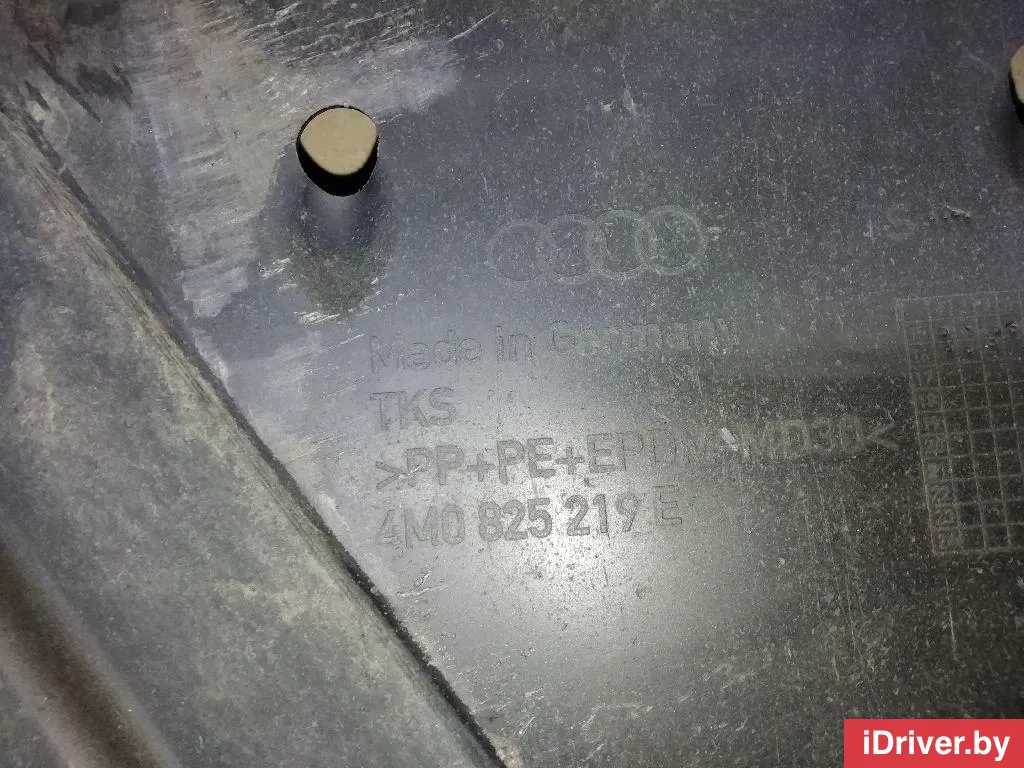 Made in Germany
TKS
>PP+PE+EPDM-MD30<
4M0 825 219 E
iDriver.by